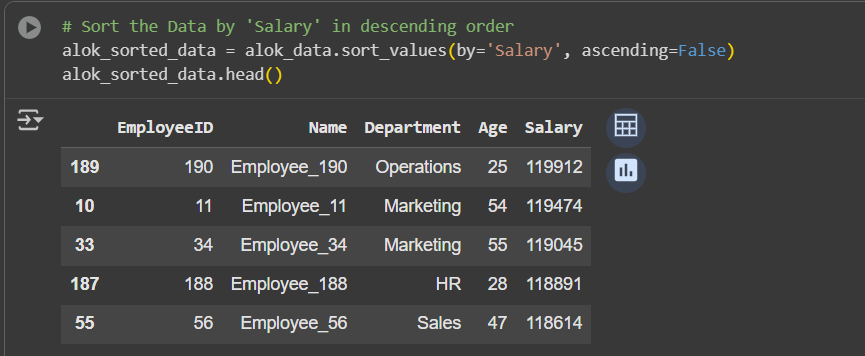 # Sort the Data by 'Salary' in descending order
alok_sorted_data = alok_data.sort_values(by='Salary', ascending=False)
alok_sorted_data.head()
EmployeeID Name Department Age Salary
189 190 Employee_190 Operations 25 119912
10 11 Employee_11 Marketing 54 119474
33 34 Employee_34 Marketing 55 119045
187 188 Employee_188 HR 28 118891
55 56 Employee_56 Sales 47 118614